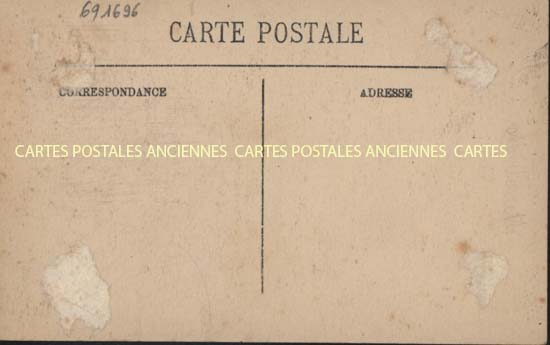 691696
CARTE POSTALE
CORRESPONDANCE
ADRESSE
CARTES POSTALES ANCIENNES CARTES POSTALES ANCIENNES CARTES